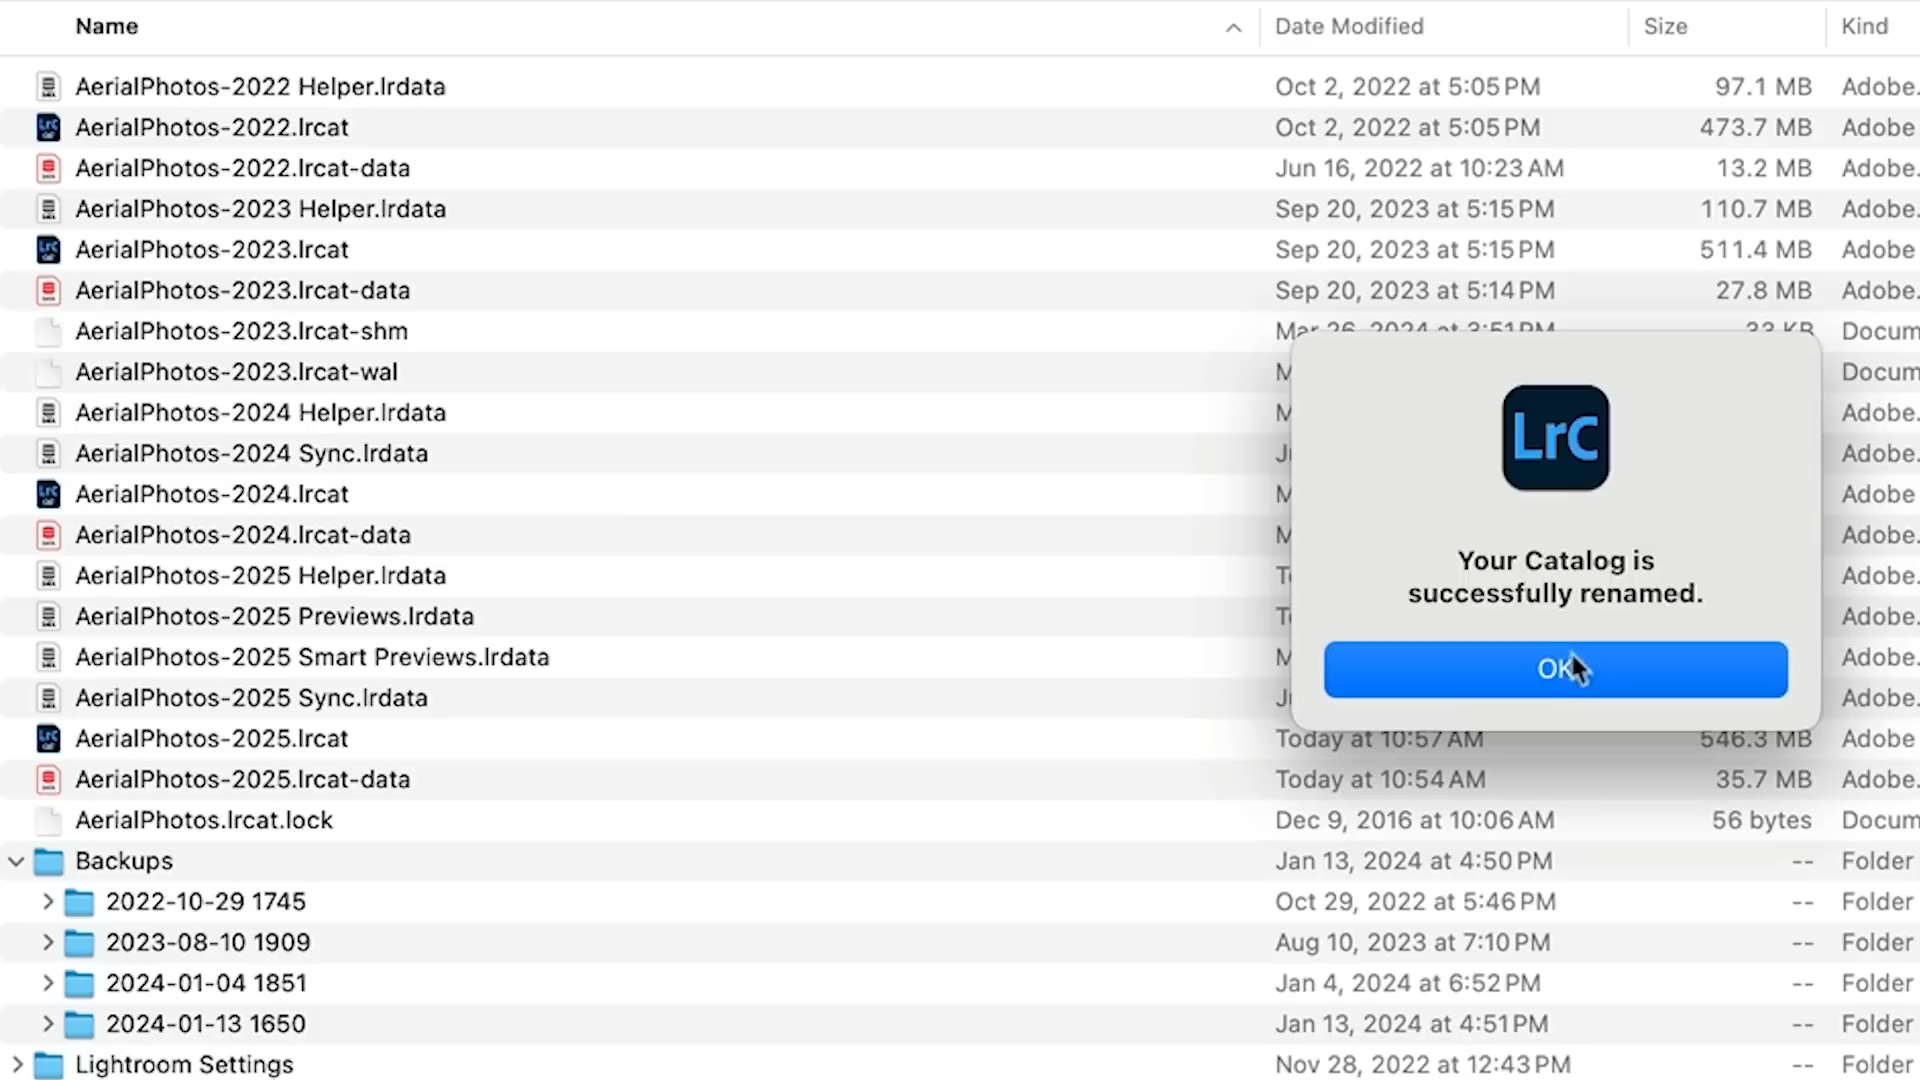 Name Date Modified Size Kind
AerialPhotos-2022 Helper.lrdata Oct 2, 2022 at 5:05 PM 97.1 MB Adobe
AerialPhotos-2022.lrcat Oct 2, 2022 at 5:05 PM 473.7 MB Adobe
AerialPhotos-2022.lrcat-data Jun 16, 2022 at 10:23 AM 13.2 MB Adobe
AerialPhotos-2023 Helper.lrdata Sep 20, 2023 at 5:15 PM 110.7 MB Adobe
AerialPhotos-2023.lrcat Sep 20, 2023 at 5:15 PM 511.4 MB Adobe
AerialPhotos-2023.lrcat-data Sep 20, 2023 at 5:14 PM 27.8 MB Adobe
AerialPhotos-2023.lrcat-shm Mar 26, 2024 at 3:51 PM 33 KB Docum
AerialPhotos-2023.lrcat-wal Docum
AerialPhotos-2024 Helper.lrdata Adobe
AerialPhotos-2024 Sync.lrdata Adobe
AerialPhotos-2024.lrcat Adobe
AerialPhotos-2024.lrcat-data Adobe
AerialPhotos-2025 Helper.lrdata Adobe
AerialPhotos-2025 Previews.lrdata Adobe
AerialPhotos-2025 Smart Previews.lrdata Adobe
AerialPhotos-2025 Sync.lrdata Adobe
AerialPhotos-2025.lrcat Today at 10:57 AM 546.3 MB Adobe
AerialPhotos-2025.lrcat-data Today at 10:54 AM 35.7 MB Adobe
AerialPhotos.lrcat.lock Dec 9, 2016 at 10:06 AM 56 bytes Docum
Backups Jan 13, 2024 at 4:50 PM -- Folder
2022-10-29 1745 Oct 29, 2022 at 5:46 PM -- Folder
2023-08-10 1909 Aug 10, 2023 at 7:10 PM -- Folder
2024-01-04 1851 Jan 4, 2024 at 6:52 PM -- Folder
2024-01-13 1650 Jan 13, 2024 at 4:51 PM -- Folder
Lightroom Settings Nov 28, 2022 at 12:43 PM -- Folder
LrC
Your Catalog is
successfully renamed.
OK